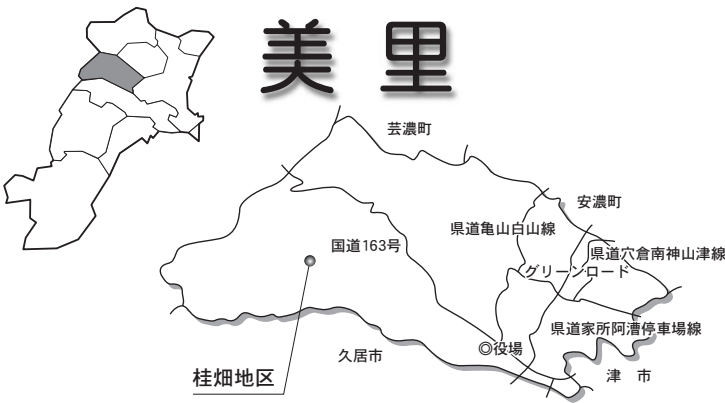 美里
芸濃町
安濃町
県道亀山白山線
国道163号
県道穴倉南神山津線
グリーンロード
県道家所阿漕停車場線
◎役場
久居市
津市
桂畑地区